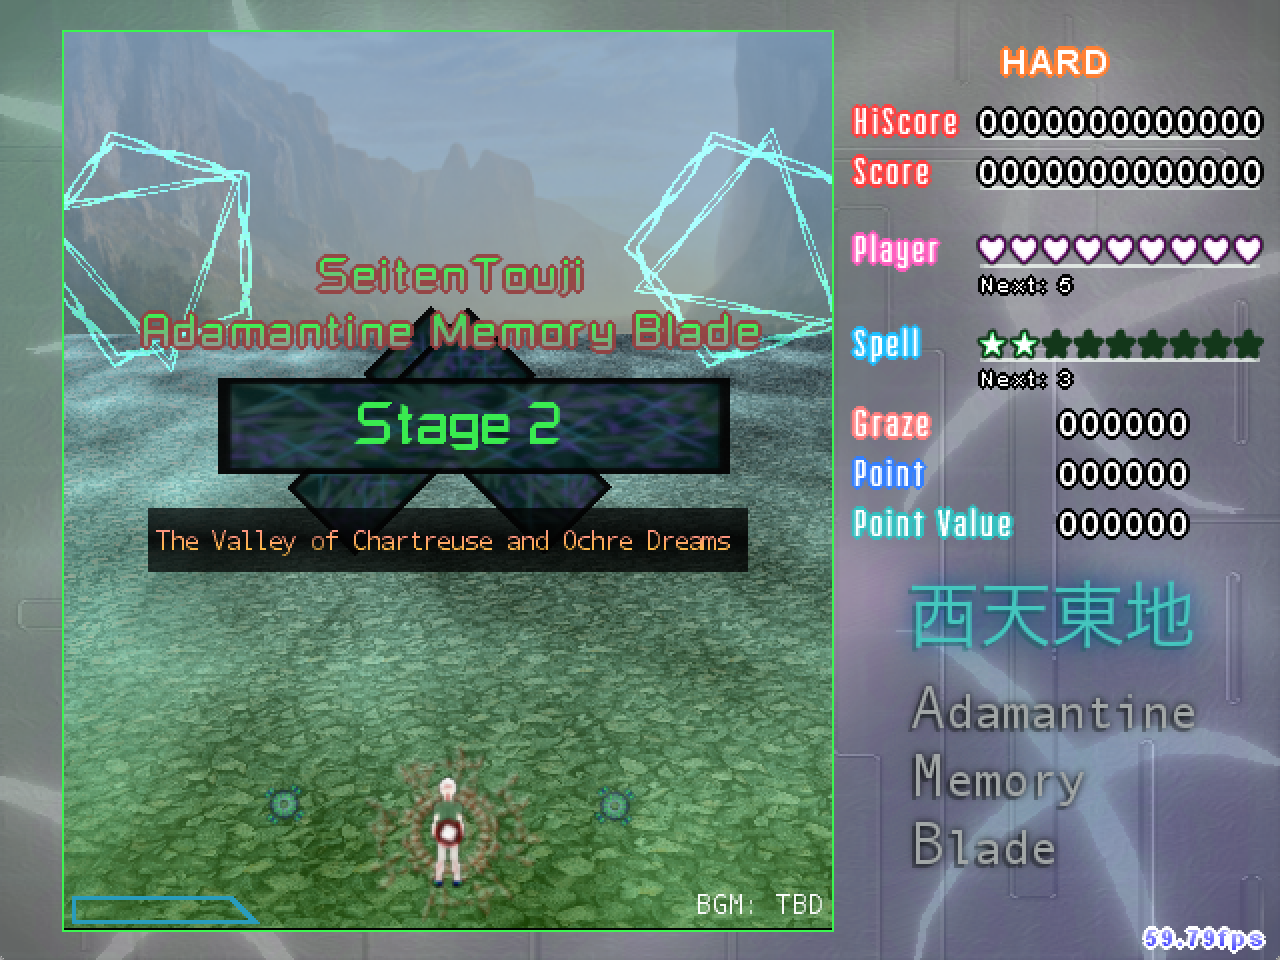 SeitenTouji
Adamantine Memory Blade
Stage 2
The Valley of Chartreuse and Ochre Dreams
BGM: TBD
HARD
HiScore 0000000000000
Score 0000000000000
Player
Next: 5
Spell
Next: 3
Graze 000000
Point 000000
Point Value 000000
西天東地
Adamantine
Memory
Blade
59.79fps